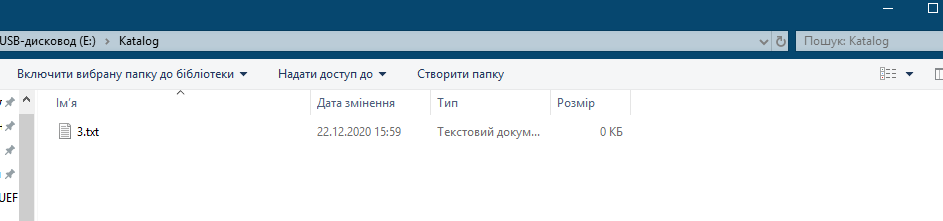 USB-дисковод (E:) Katalog Пошук: Katalog
Включити вибрану папку до бібліотеки Надати доступ до Створити папку
Ім'я Дата змінення Тип Розмір
3.txt 22.12.2020 15:59 Текстовий докум... 0 КБ
UEF